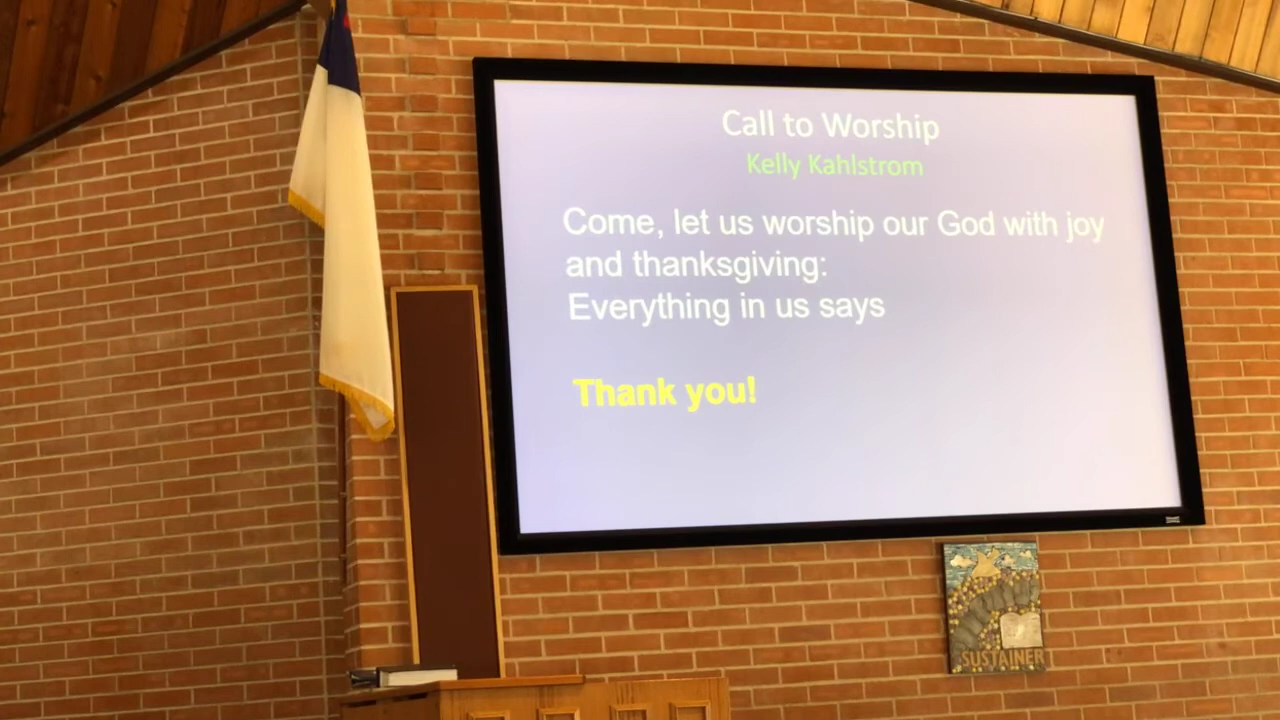 Call to Worship
Kelly Kahlstrom
Come, let us worship our God with joy
and thanksgiving:
Everything in us says
Thank you!
SUSTAINER